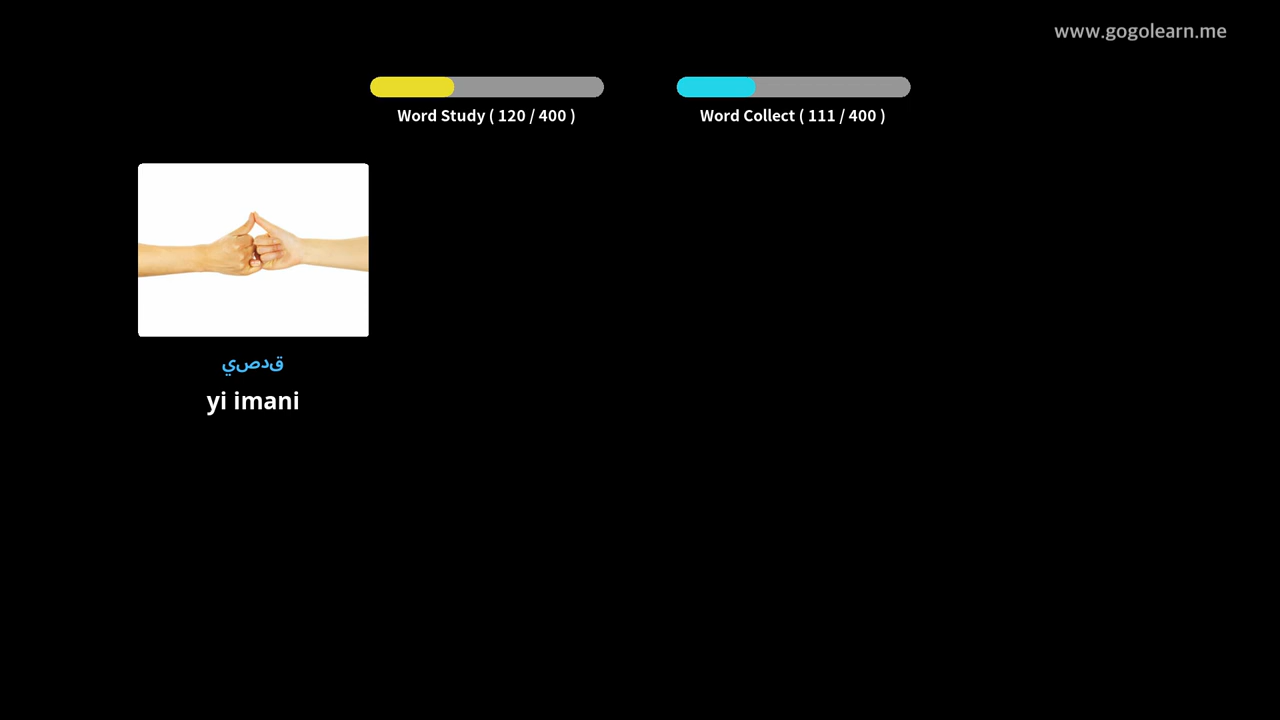 www.gogolearn.me
Word Study ( 120 / 400 )
Word Collect ( 111 / 400 )
قدصي
yi imani